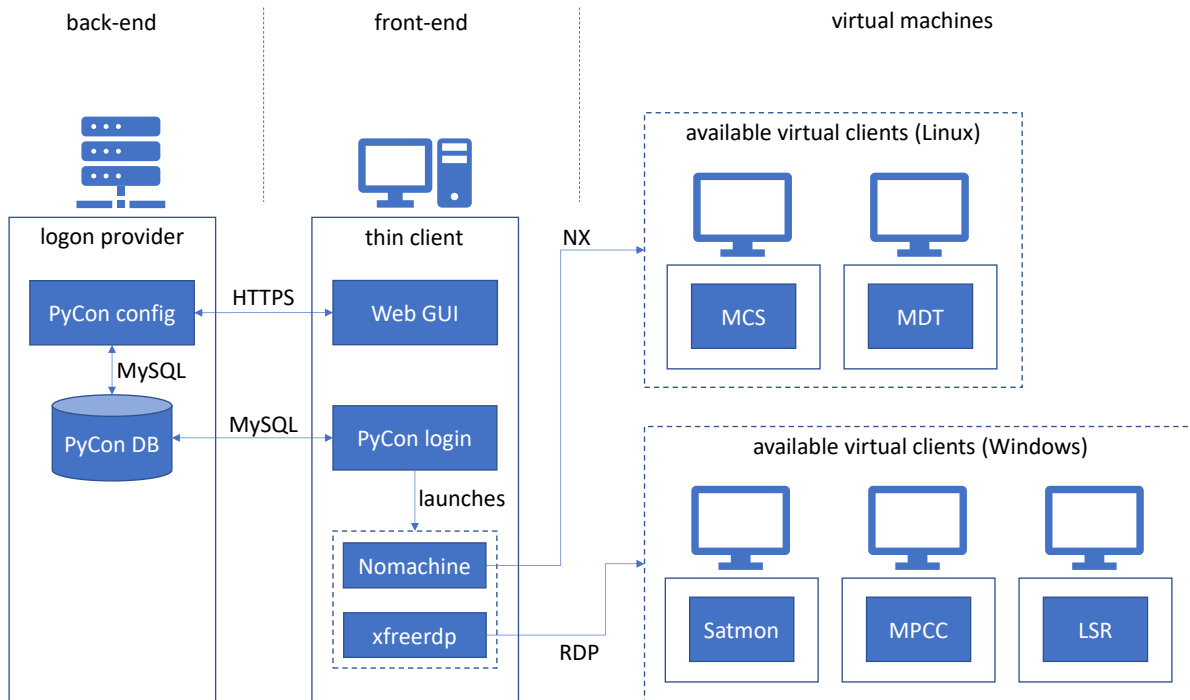 back-end
front-end
virtual machines
logon provider
PyCon config
MySQL
PyCon DB
HTTPS
MySQL
thin client
Web GUI
PyCon login
launches
Nomachine
xfreerdp
NX
RDP
available virtual clients (Linux)
MCS
MDT
available virtual clients (Windows)
Satmon
MPCC
LSR